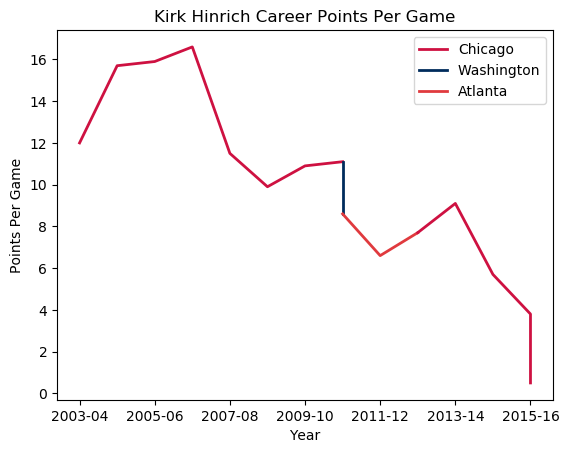 Kirk Hinrich Career Points Per Game
Chicago
Washington
Atlanta
16
14
12
10
8
6
4
2
0
Points Per Game
2003-04 2005-06 2007-08 2009-10 2011-12 2013-14 2015-16
Year